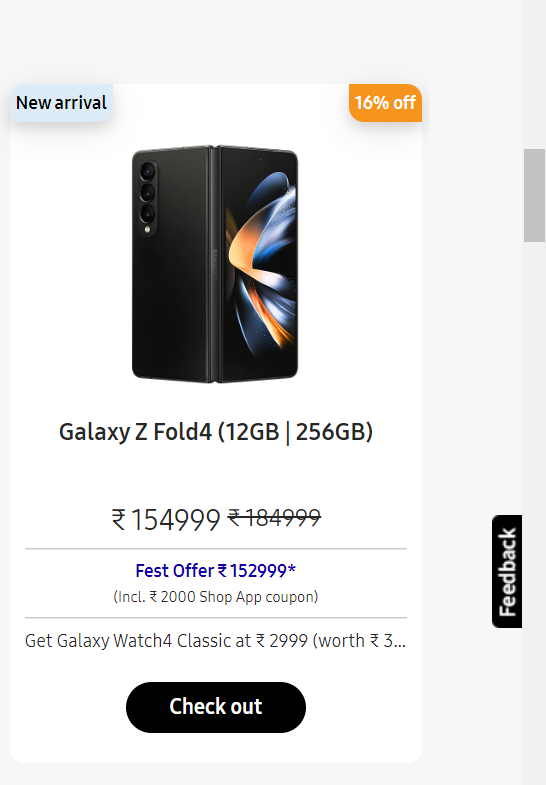 New arrival
16% off
Galaxy Z Fold4 (12GB | 256GB)
₹ 154999 ₹ 184999
Fest Offer ₹ 152999*
(Incl. ₹ 2000 Shop App coupon)
Get Galaxy Watch4 Classic at ₹ 2999 (worth ₹ 3...
Feedback
Check out